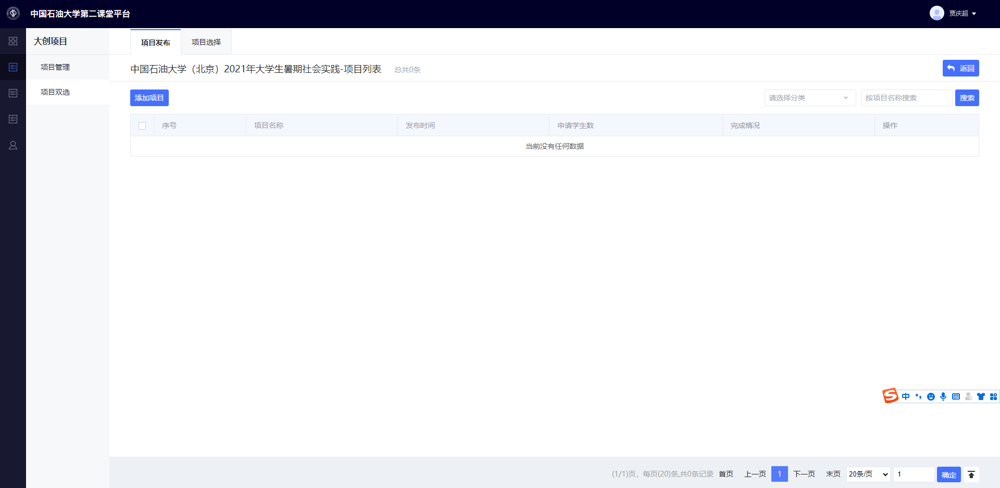 中国石油大学第二课堂平台
贾庆超
大创项目
项目管理
项目双选
项目发布
项目选择
中国石油大学（北京）2021年大学生暑期社会实践-项目列表 总共0条
返回
添加项目
请选择分类
按项目名称搜索
搜索
序号 项目名称 发布时间 申请学生数 完成情况 操作
当前没有任何数据
中
(1/1)页，每页(20)条,共0条记录 首页 上一页 1 下一页 末页 20条/页 1 确定